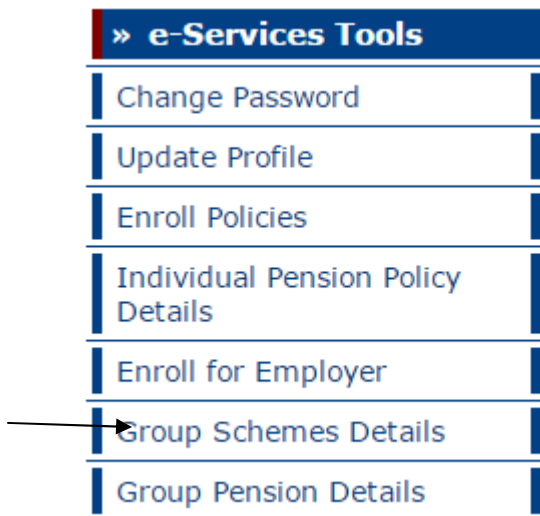 » e-Services Tools
Change Password
Update Profile
Enroll Policies
Individual Pension Policy
Details
Enroll for Employer
Group Schemes Details
Group Pension Details